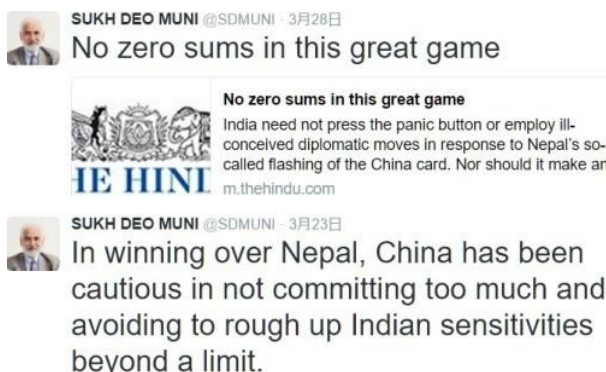 SUKH DEO MUNI @SDMUNI · 3月28日
No zero sums in this great game
No zero sums in this great game
India need not press the panic button or employ ill-
conceived diplomatic moves in response to Nepal's so-
called flashing of the China card. Nor should it make an
HE HIN
m.thehindu.com
SUKH DEO MUNI @SDMUNI · 3月23日
In winning over Nepal, China has been
cautious in not committing too much and
avoiding to rough up Indian sensitivities
beyond a limit.